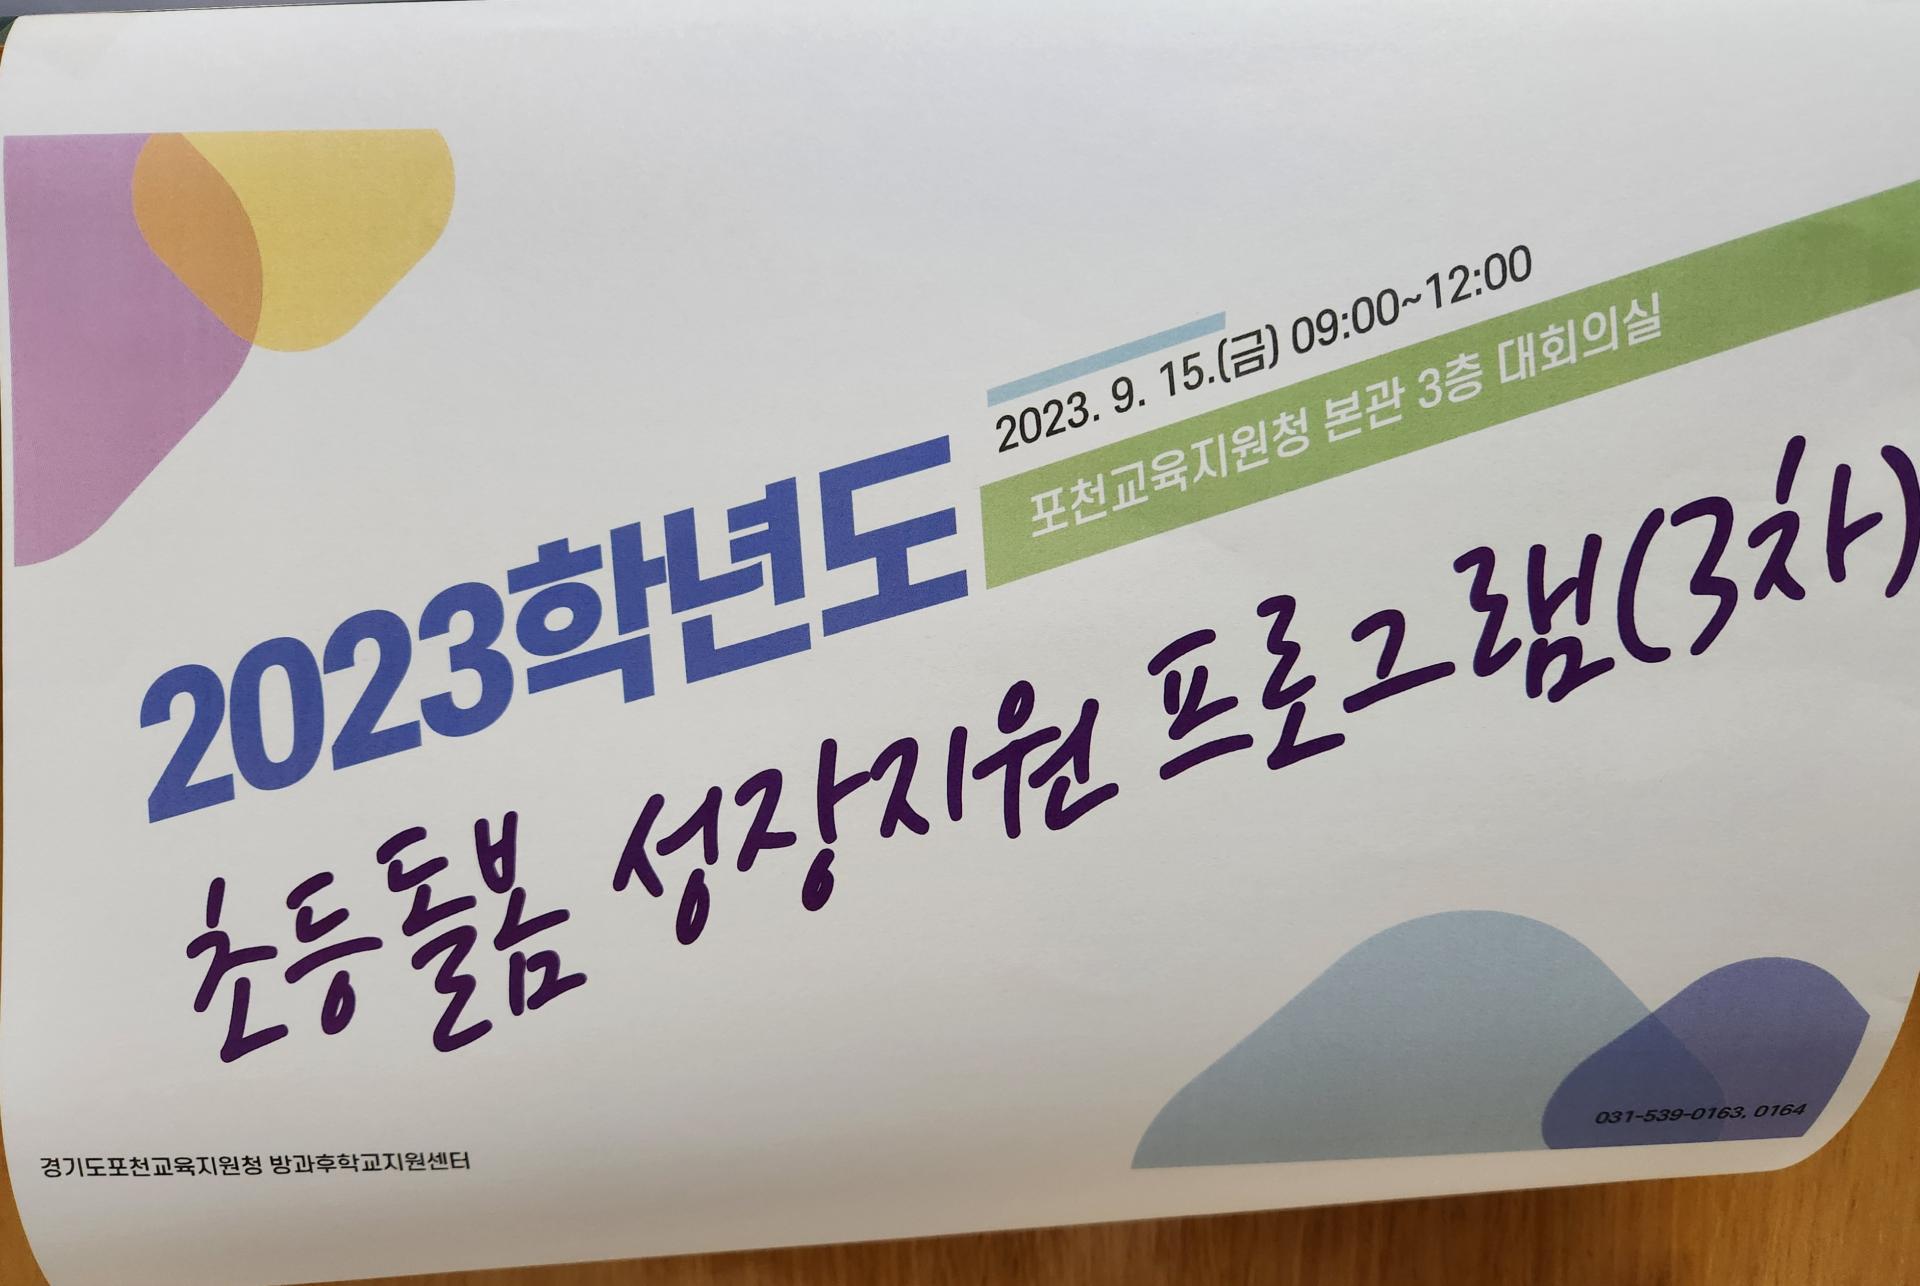 2023. 9. 15.(금) 09:00~12:00
포천교육지원청 본관 3층 대회의실
2023학년도
초등돌봄 성장지원 프로그램(3차)
경기도포천교육지원청 방과후학교지원센터
031-539-0163, 0164